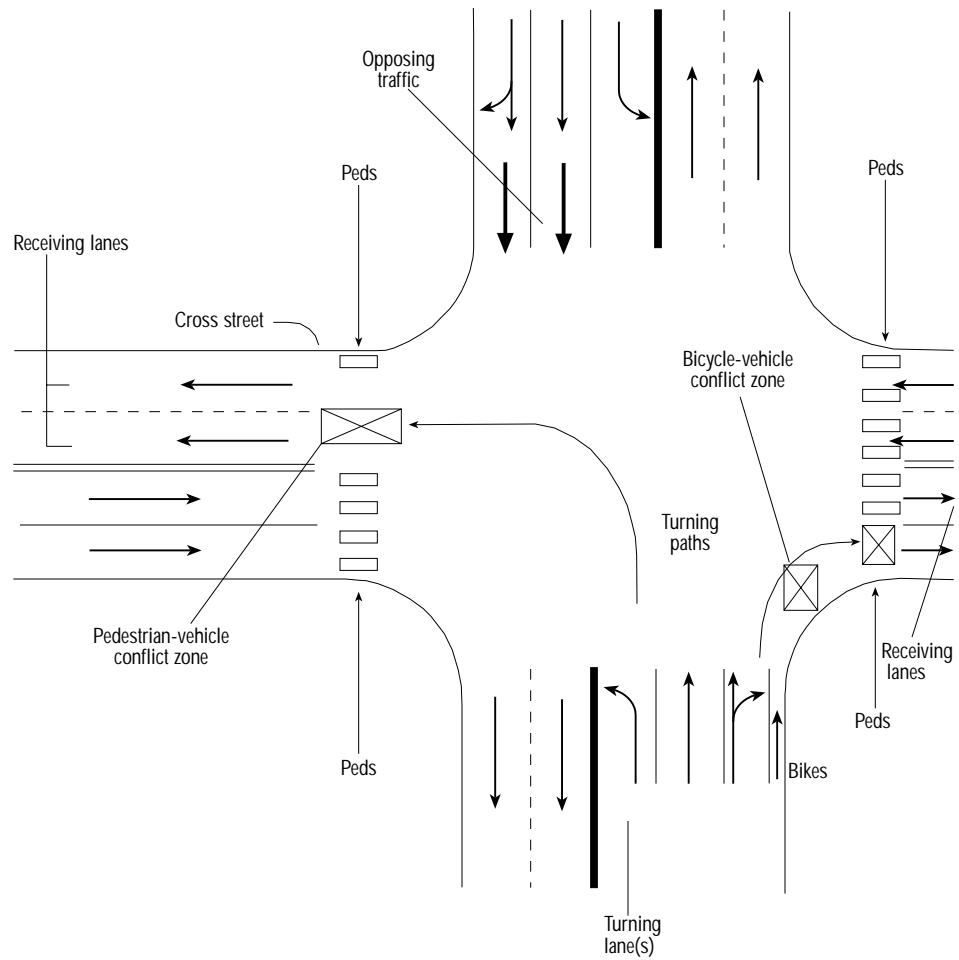 Opposing
traffic
Peds
Peds
Receiving lanes
Cross street
Bicycle-vehicle
conflict zone
Turning
paths
Pedestrian-vehicle
conflict zone
Receiving
lanes
Peds
Peds
Bikes
Turning
lane(s)